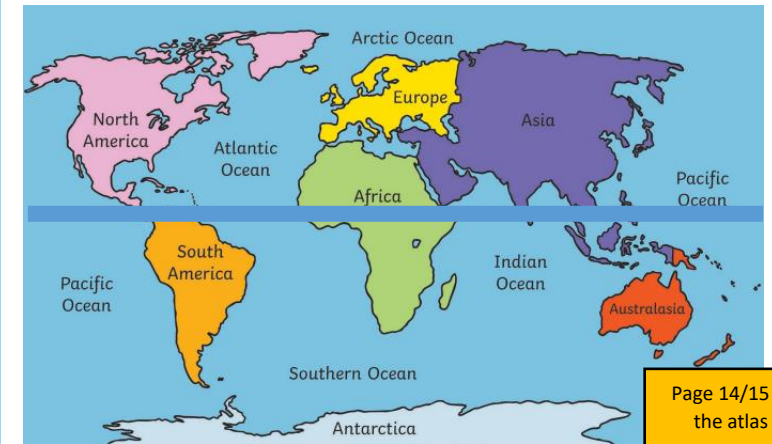 Arctic Ocean
North
America
Europe
Asia
Atlantic
Ocean
Africa
Pacific
Ocean
South
America
Indian
Ocean
Pacific
Ocean
Australasia
Southern Ocean
Page 14/15
the atlas
Antarctica